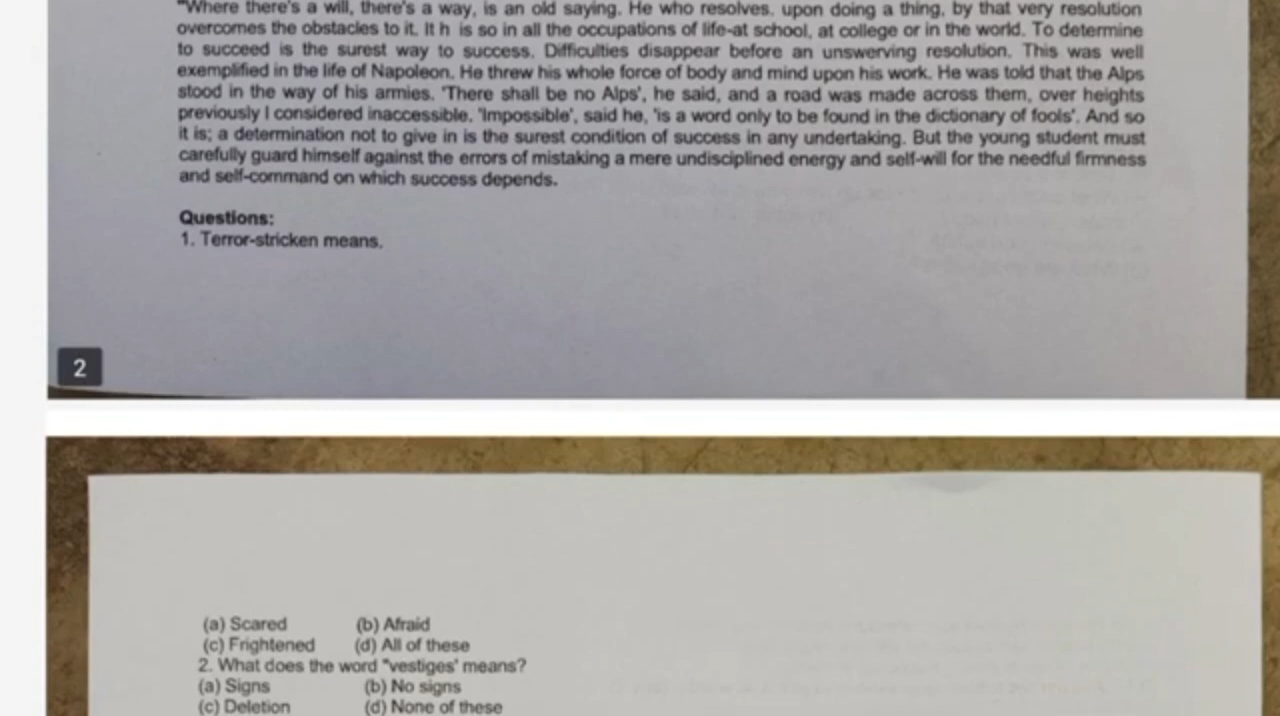 "Where there's a will, there's a way, is an old saying. He who resolves, upon doing a thing, by that very resolution
overcomes the obstacles to it. It h is so in all the occupations of life-at school, at college or in the world. To determine
to succeed is the surest way to success. Difficulties disappear before an unswerving resolution. This was well
exemplified in the life of Napoleon. He threw his whole force of body and mind upon his work. He was told that the Alps
stood in the way of his armies. 'There shall be no Alps', he said, and a road was made across them, over heights
previously I considered inaccessible. 'Impossible', said he, 'is a word only to be found in the dictionary of fools'. And so
it is; a determination not to give in is the surest condition of success in any undertaking. But the young student must
carefully guard himself against the errors of mistaking a mere undisciplined energy and self-will for the needful firmness
and self-command on which success depends.
Questions:
1. Terror-stricken means.
2
(a) Scared (b) Afraid
(c) Frightened (d) All of these
2. What does the word "vestiges' means?
(a) Signs (b) No signs
(c) Deletion (d) None of these